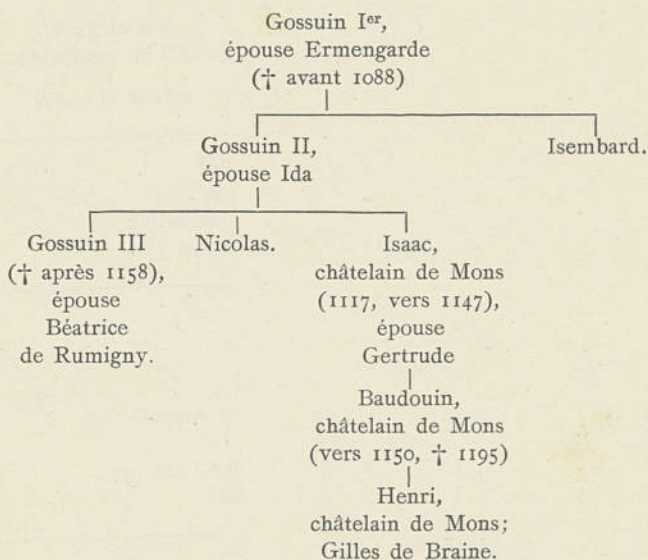 Gossuin Iᵉʳ,
épouse Ermengarde
(† avant 1088)
Gossuin II,
épouse Ida
Isembard.
Gossuin III
(† après 1158),
épouse
Béatrice
de Rumigny.
Nicolas.
Isaac,
châtelain de Mons
(1117, vers 1147),
épouse
Gertrude
Baudouin,
châtelain de Mons
(vers 1150, † 1195)
Henri,
châtelain de Mons;
Gilles de Braine.